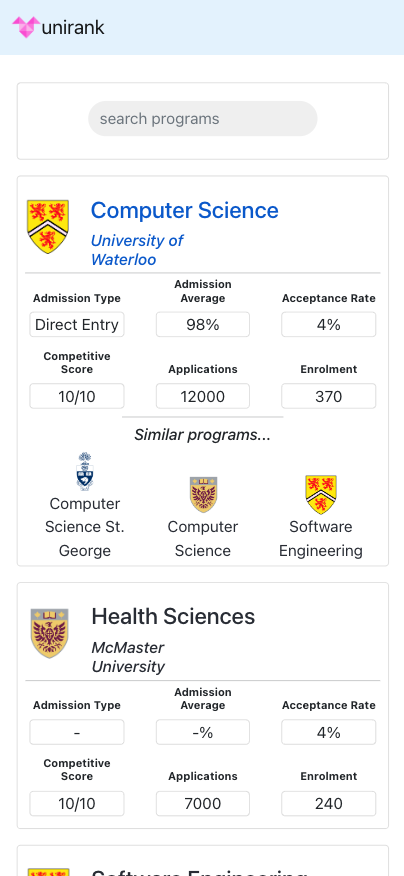 unirank
search programs
Computer Science
University of
Waterloo
Admission Type
Admission
Average
Acceptance Rate
Direct Entry
98%
4%
Competitive
Score
Applications
Enrolment
10/10
12000
370
Similar programs...
Computer
Science St.
George
Computer
Science
Software
Engineering
Health Sciences
McMaster
University
Admission Type
Admission
Average
Acceptance Rate
-
-%
4%
Competitive
Score
Applications
Enrolment
10/10
7000
240
Software Engineering